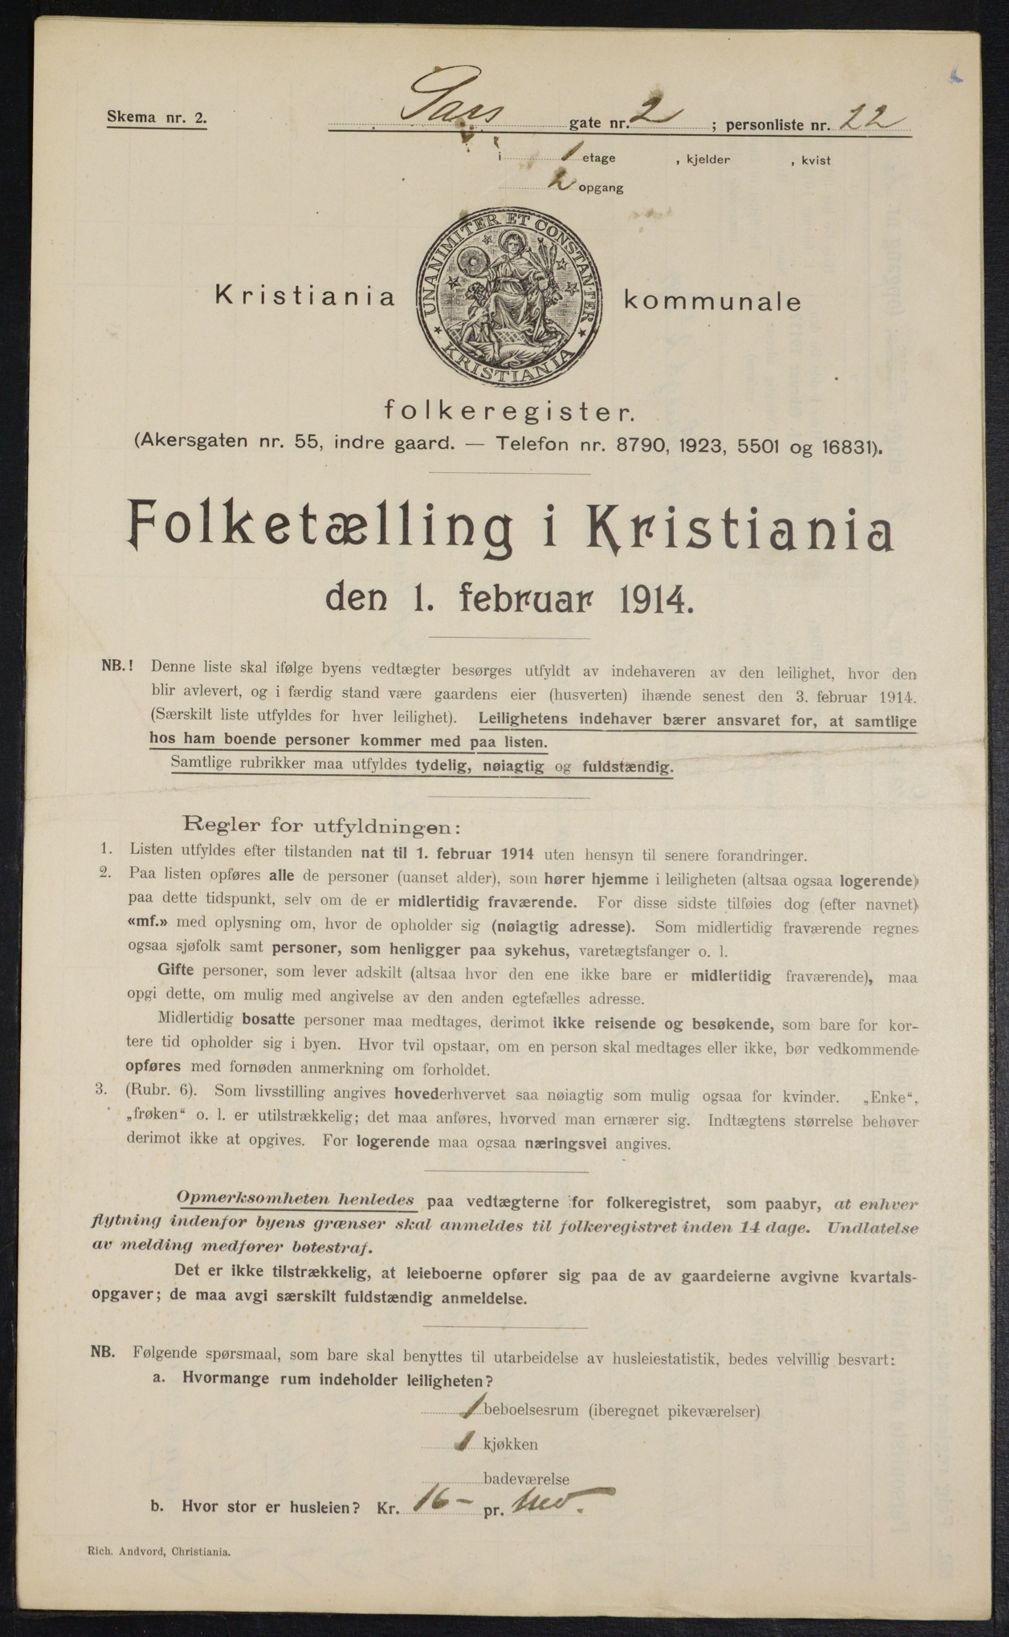 Skema nr. 2.
Sars gate nr. 2 ; personliste nr. 22
i 1 etage , kjelder , kvist
2 opgang
UNANIMITER ET CONSTANTER
KRISTIANIA
Kristiania kommunale
folkeregister.
(Akersgaten nr. 55, indre gaard. — Telefon nr. 8790, 1923, 5501 og 16831).
Folketælling i Kristiania
den 1. februar 1914.
NB.! Denne liste skal ifølge byens vedtægter besørges utfyldt av indehaveren av den leilighet, hvor den
blir avlevert, og i færdig stand være gaardens eier (husverten) ihænde senest den 3. februar 1914.
(Særskilt liste utfyldes for hver leilighet). Leilighetens indehaver bærer ansvaret for, at samtlige
hos ham boende personer kommer med paa listen.
Samtlige rubrikker maa utfyldes tydelig, nøiagtig og fuldstændig.
Regler for utfyldningen:
1. Listen utfyldes efter tilstanden nat til 1. februar 1914 uten hensyn til senere forandringer.
2. Paa listen opføres alle de personer (uanset alder), som hører hjemme i leiligheten (altsaa ogsaa logerende)
paa dette tidspunkt, selv om de er midlertidig fraværende. For disse sidste tilføies dog (efter navnet)
«mf.» med oplysning om, hvor de opholder sig (nøiagtig adresse). Som midlertidig fraværende regnes
ogsaa sjøfolk samt personer, som henligger paa sykehus, varetægtsfanger o. l.
Gifte personer, som lever adskilt (altsaa hvor den ene ikke bare er midlertidig fraværende), maa
opgi dette, om mulig med angivelse av den anden egtefælles adresse.
Midlertidig bosatte personer maa medtages, derimot ikke reisende og besøkende, som bare for kor-
tere tid opholder sig i byen. Hvor tvil opstaar, om en person skal medtages eller ikke, bør vedkommende
opføres med fornøden anmerkning om forholdet.
3. (Rubr. 6). Som livsstilling angives hovederhvervet saa nøiagtig som mulig ogsaa for kvinder. „Enke“,
„frøken“ o. l. er utilstrækkelig; det maa anføres, hvorved man ernærer sig. Indtægtens størrelse behøver
derimot ikke at opgives. For logerende maa ogsaa næringsvei angives.
Opmerksomheten henledes paa vedtægterne for folkeregistret, som paabyr, at enhver
flytning indenfor byens grænser skal anmeldes til folkeregistret inden 14 dage. Undlatelse
av melding medfører bøtestraf.
Det er ikke tilstrækkelig, at leieboerne opfører sig paa de av gaardeierne avgivne kvartals-
opgaver; de maa avgi særskilt fuldstændig anmeldelse.
NB. Følgende spørsmaal, som bare skal benyttes til utarbeidelse av husleiestatistik, bedes velvillig besvart:
a. Hvormange rum indeholder leiligheten?
1 beboelsesrum (iberegnet pikeværelser)
1 kjøkken
badeværelse
b. Hvor stor er husleien? Kr. 16– pr. Md.
Rich. Andvord, Christiania.